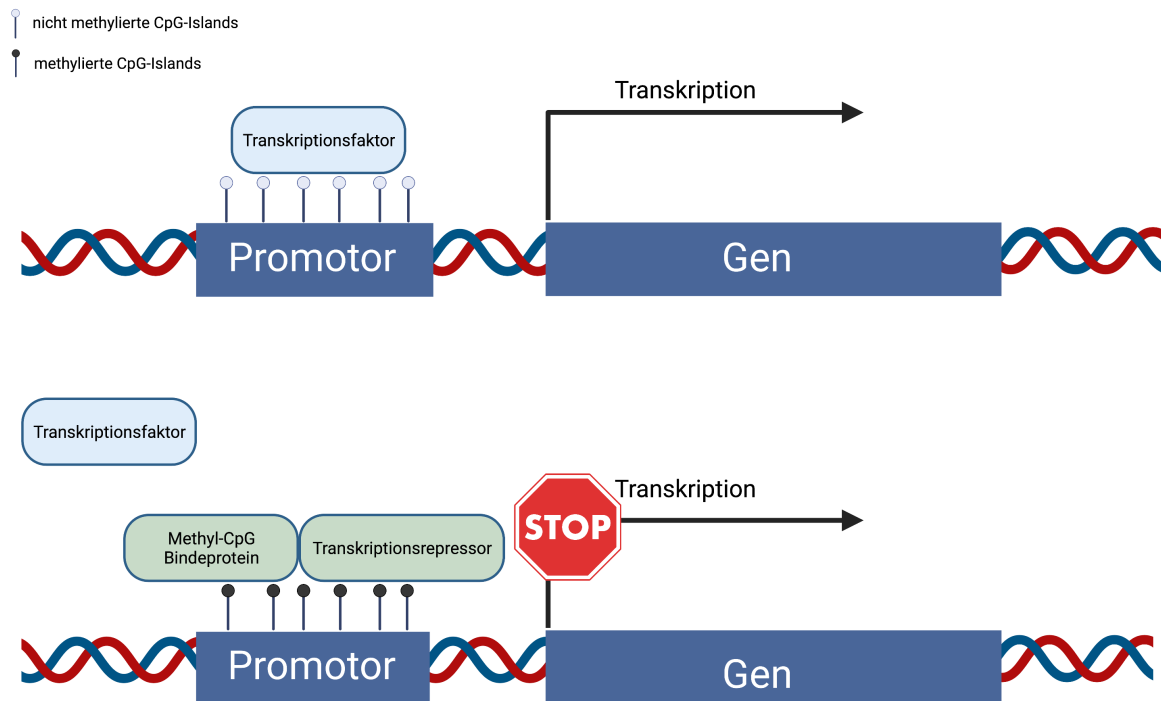 nicht methylierte CpG-Islands
methylierte CpG-Islands
Transkription
Transkriptionsfaktor
Promotor
Gen
Transkriptionsfaktor
Transkription
STOP
Methyl-CpG
Bindeprotein
Transkriptionsrepressor
Promotor
Gen